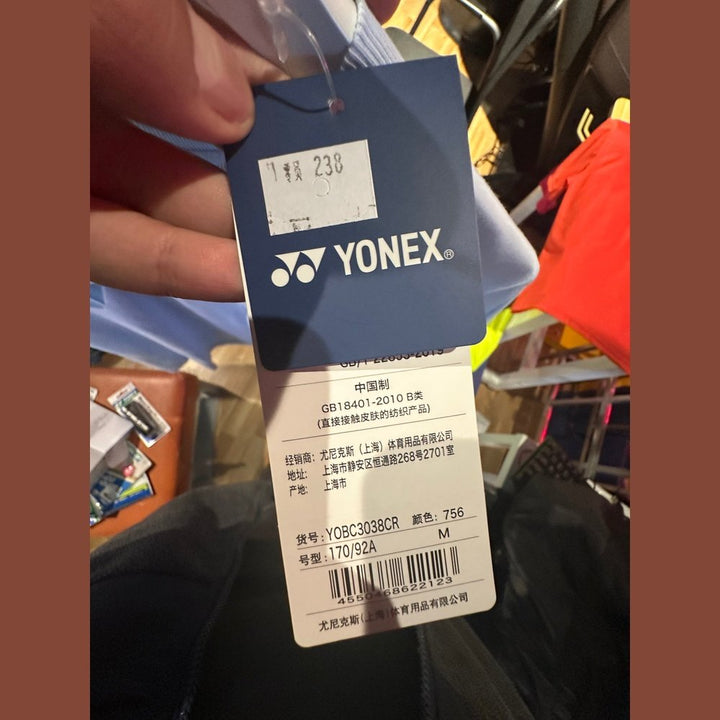 238
YONEX®
GB/T 22853-2019
中国制
GB18401-2010 B类
(直接接触皮肤的纺织产品)
经销商: 尤尼克斯(上海)体育用品有限公司
地址: 上海市静安区恒通路268号2701室
产地: 上海市
货号: YOBC3038CR 颜色: 756
号型: 170/92A M
4550468622123
尤尼克斯(上海)体育用品有限公司